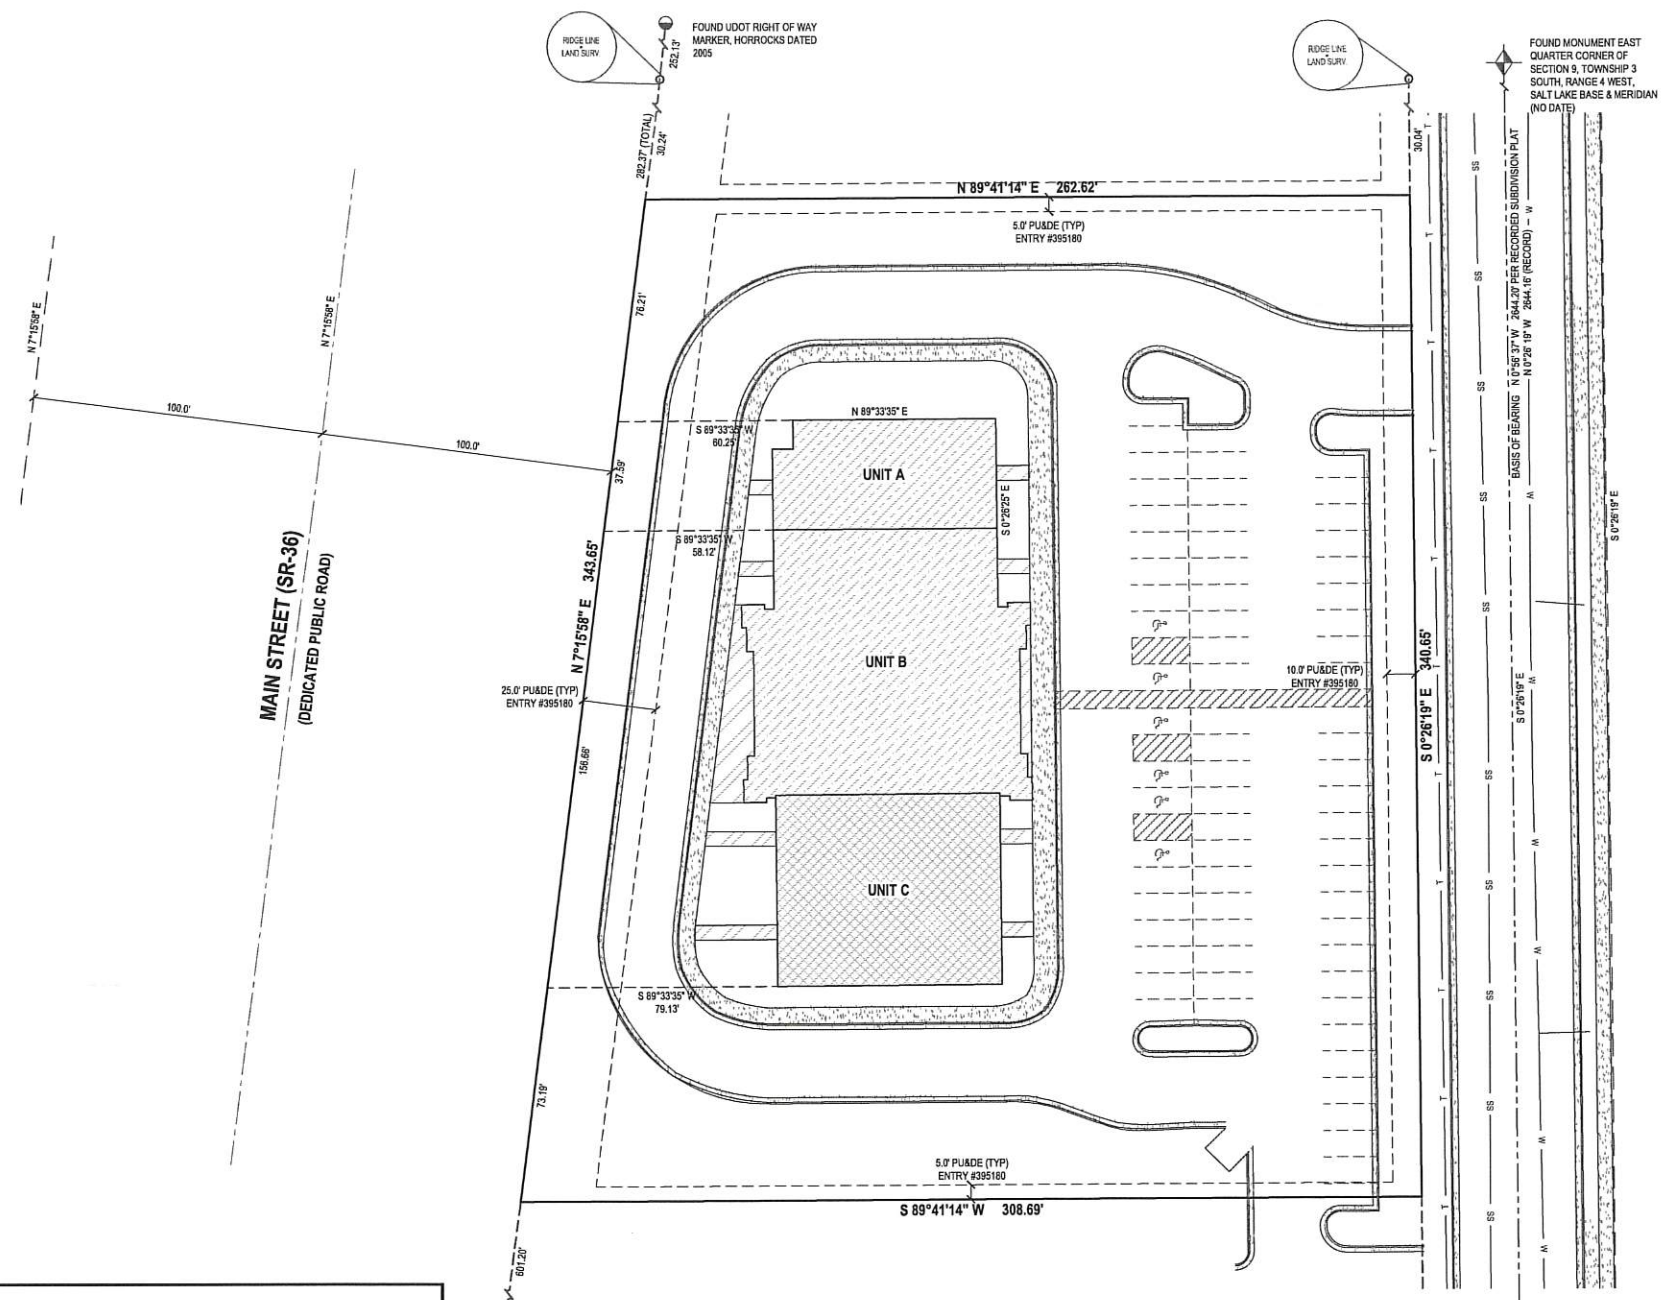 RIDGE LINE
LAND SURV.
252.13'
FOUND UDOT RIGHT OF WAY
MARKER, HORROCKS DATED
2005
RIDGE LINE
LAND SURV.
FOUND MONUMENT EAST
QUARTER CORNER OF
SECTION 9, TOWNSHIP 3
SOUTH, RANGE 4 WEST,
SALT LAKE BASE & MERIDIAN
(NO DATE)
282.37' (TOTAL)
30.24'
30.04'
N 89°41'14" E 262.62'
5.0' PU&DE (TYP)
ENTRY #395180
76.21'
N 7°15'58" E
N 7°15'58" E
100.0'
100.0'
37.59'
N 89°33'35" E
S 89°33'35" W
60.25'
UNIT A
S 0°26'25" E
S 89°33'35" W
58.12'
MAIN STREET (SR-36)
(DEDICATED PUBLIC ROAD)
N 7°15'58" E 343.65'
UNIT B
25.0' PU&DE (TYP)
ENTRY #395180
10.0' PU&DE (TYP)
ENTRY #395180
S 0°26'19" E 340.65'
BASIS OF BEARING N 0°56'37" W 2644.20' PER RECORDED SUBDIVISION PLAT
N 0°26'19" W 2644.16' (RECORD)
S 0°26'19" E
S 0°26'19" E
156.66'
UNIT C
S 89°33'35" W
79.13'
73.19'
5.0' PU&DE (TYP)
ENTRY #395180
S 89°41'14" W 308.69'
601.20'